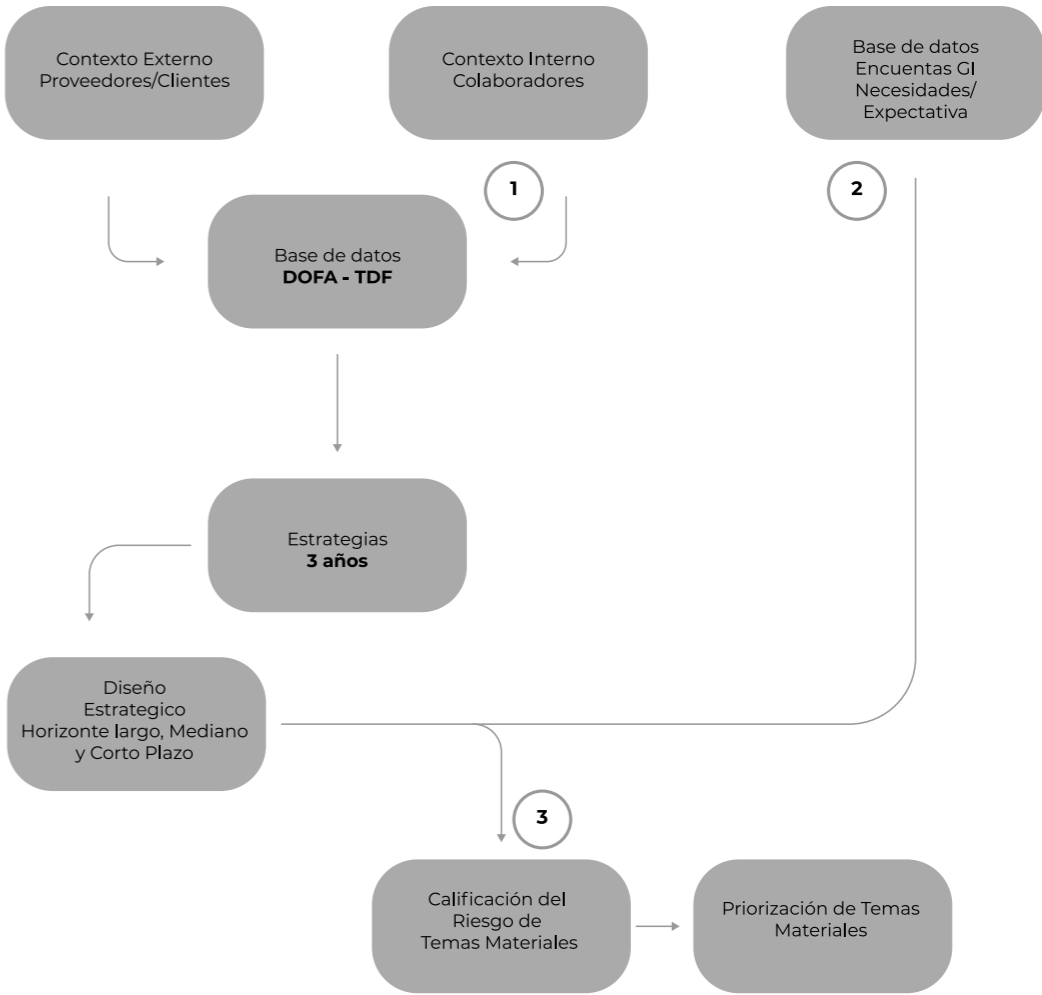 Contexto Externo
Proveedores/Clientes
Contexto Interno
Colaboradores
Base de datos
Encuentas GI
Necesidades/
Expectativa
1
2
Base de datos
DOFA - TDF
Estrategias
3 años
Diseño
Estrategico
Horizonte largo, Mediano
y Corto Plazo
3
Calificación del
Riesgo de
Temas Materiales
Priorización de Temas
Materiales